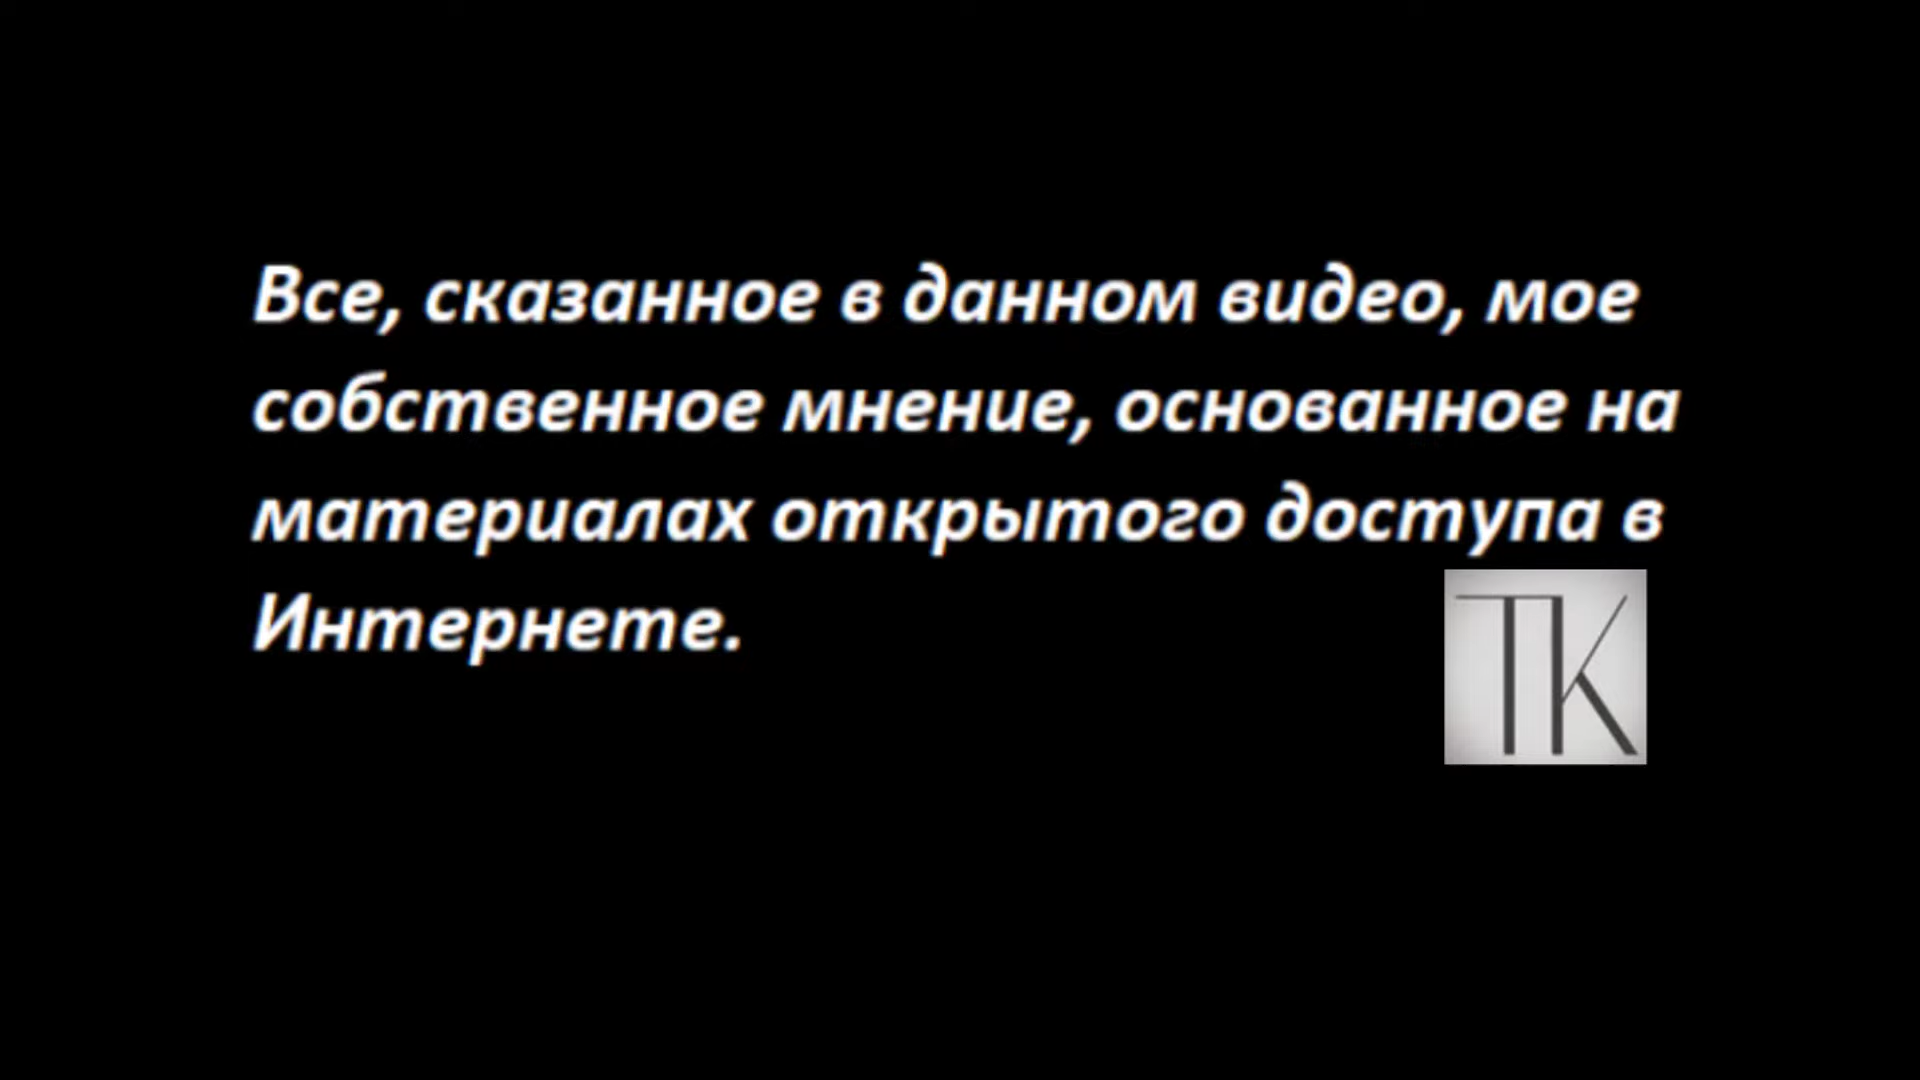 Все, сказанное в данном видео, мое
собственное мнение, основанное на
материалах открытого доступа в
Интернете.
TK